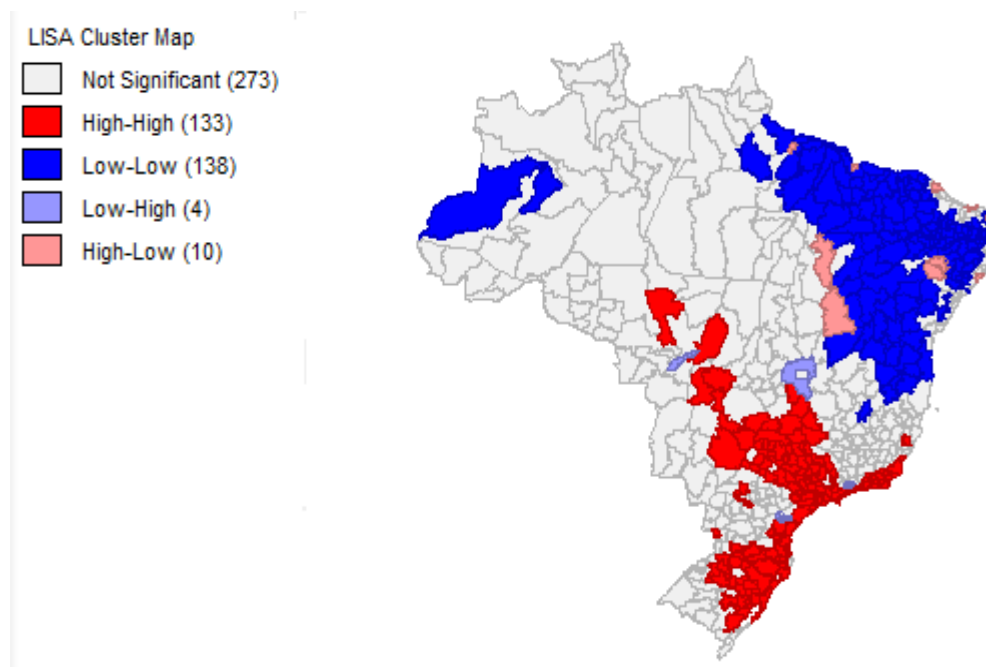 LISA Cluster Map
Not Significant (273)
High-High (133)
Low-Low (138)
Low-High (4)
High-Low (10)